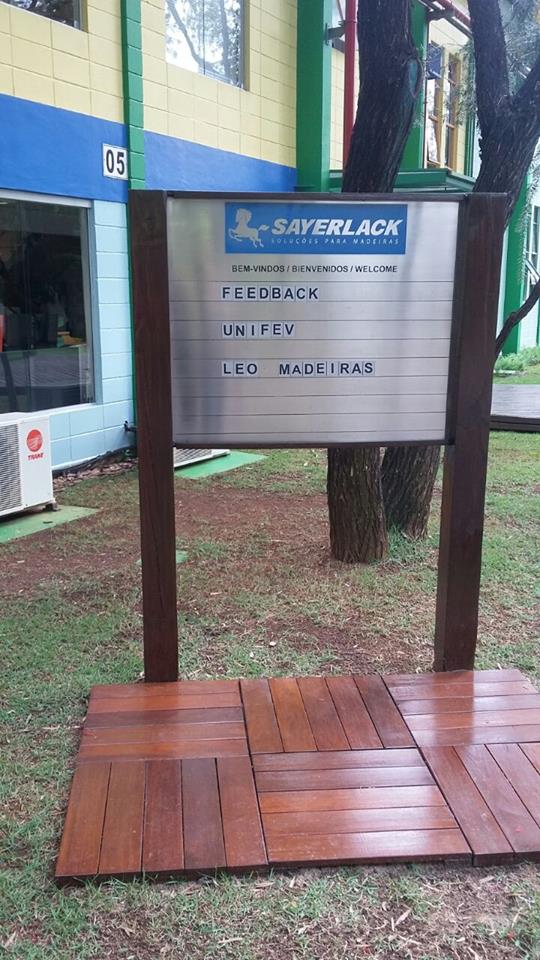 05
SAYERLACK
SOLUÇÕES PARA MADEIRAS
BEM-VINDOS / BIENVENIDOS / WELCOME
FEEDBACK
UNIFEV
LEO MADEIRAS
TRANE